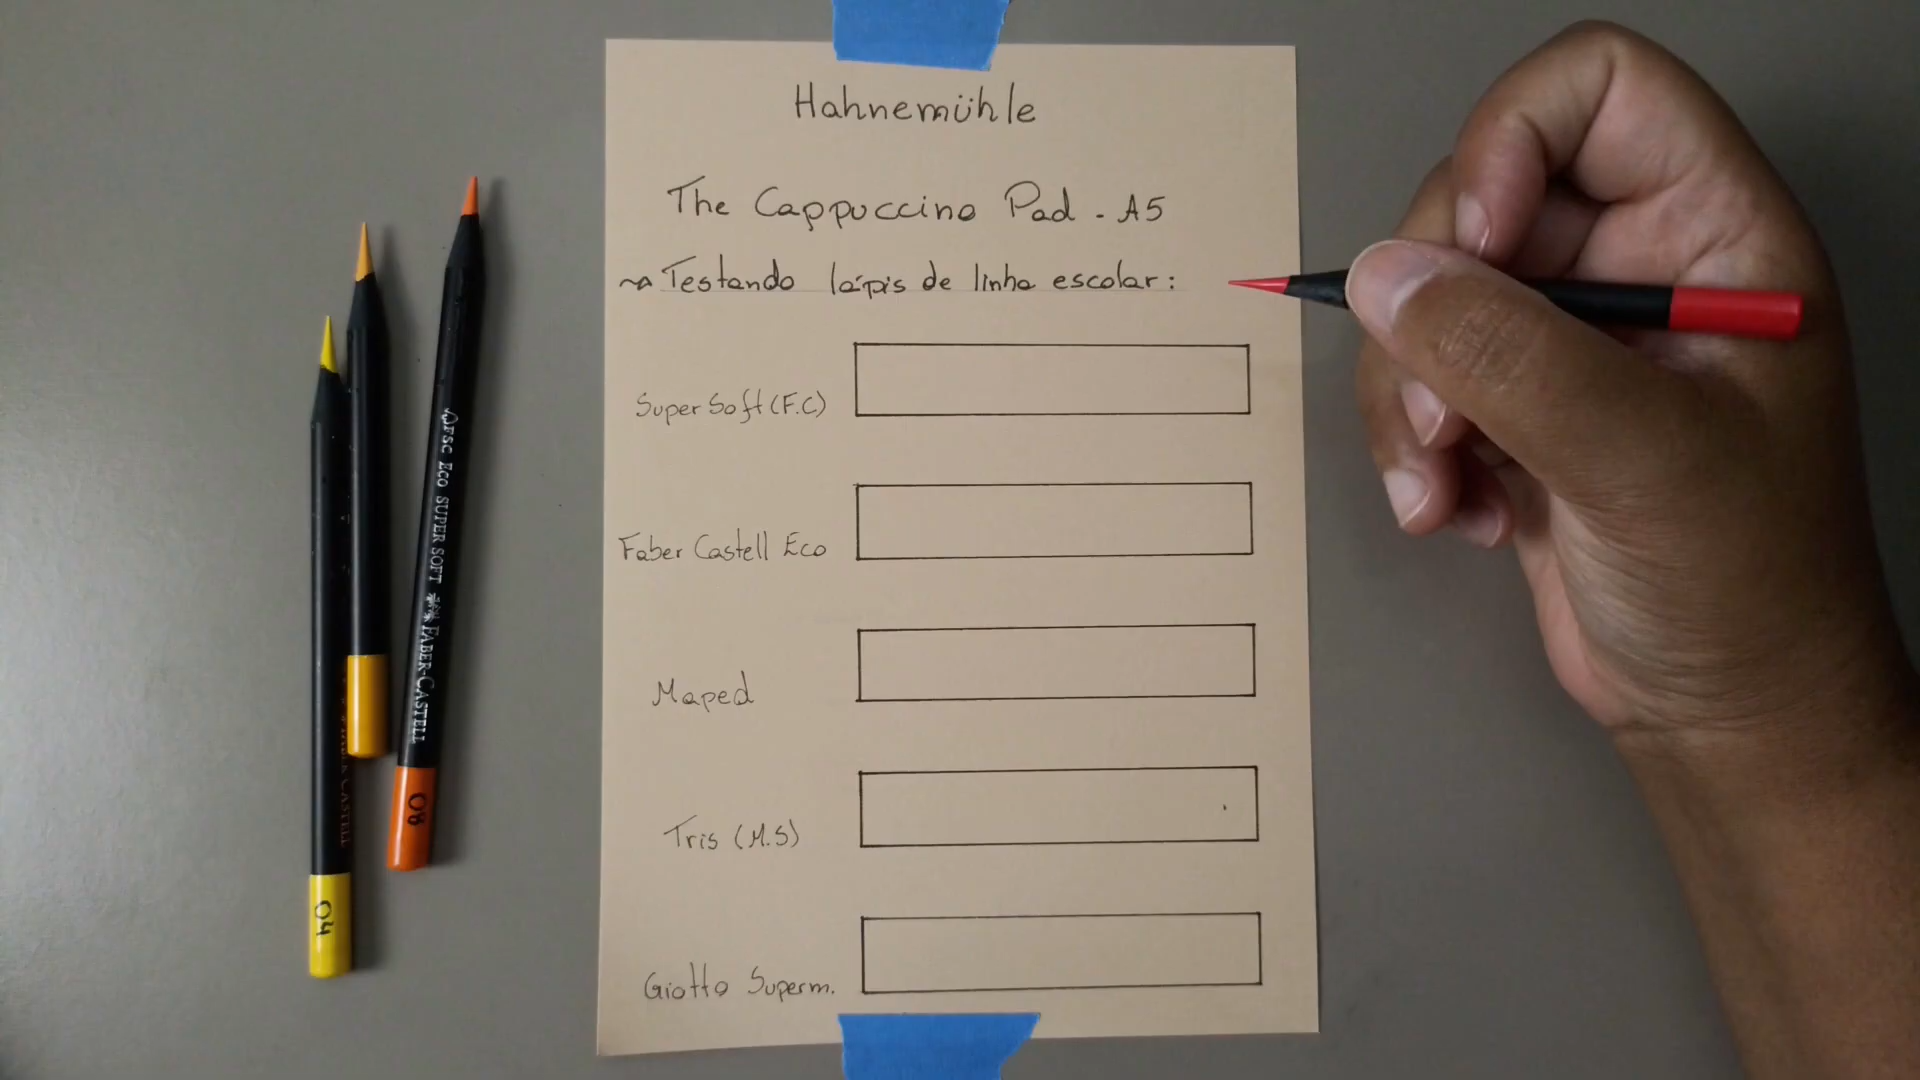 Hahnemühle
The Cappuccino Pad - A5
Testando lápis de linha escolar:
Super Soft (F.C)
Faber Castell Eco
Maped
Tris (M.S)
Giotto Superm.
FSC ECO SUPER SOFT FABER-CASTELL
08
CASTELL
04